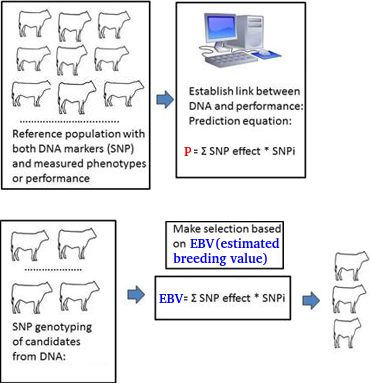 Reference population with
both DNA markers (SNP)
and measured phenotypes
or performance
Establish link between
DNA and performance:
Prediction equation:
P = Σ SNP effect * SNPi
SNP genotyping
of candidates
from DNA:
Make selection based
on EBV(estimated
breeding value)
EBV= Σ SNP effect * SNPi